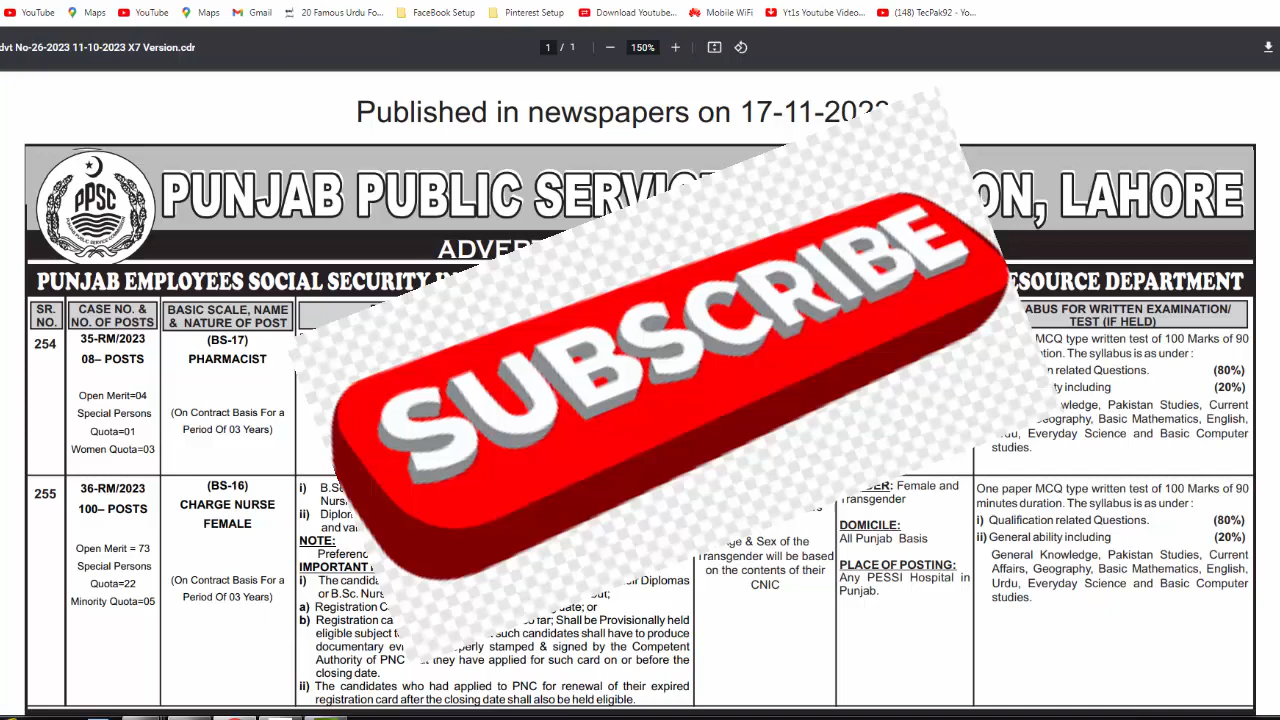 YouTube Maps YouTube Maps Gmail 20 Famous Urdu Fo... FaceBook Setup Pinterest Setup Download Youtube... Mobile WiFi Yt1s Youtube Video... (148) TecPak92 - Yo...
dvt No-26-2023 11-10-2023 X7 Version.cdr 1 / 1 150%
Published in newspapers on 17-11-202
PPSC
PUNJAB PUBLIC SERVI ON, LAHORE
ADVER
PUNJAB EMPLOYEES SOCIAL SECURITY IN ESOURCE DEPARTMENT
SUBSCRIBE
SR. NO.
CASE NO. & NO. OF POSTS
BASIC SCALE, NAME & NATURE OF POST
ABUS FOR WRITTEN EXAMINATION/
TEST (IF HELD)
254
35-RM/2023
08– POSTS
Open Merit=04
Special Persons
Quota=01
Women Quota=03
(BS-17)
PHARMACIST
(On Contract Basis For a
Period Of 03 Years)
MCQ type written test of 100 Marks of 90
tion. The syllabus is as under :
n related Questions. (80%)
ty including (20%)
wledge, Pakistan Studies, Current
eography, Basic Mathematics, English,
du, Everyday Science and Basic Computer
studies.
255
36-RM/2023
100– POSTS
Open Merit = 73
Special Persons
Quota=22
Minority Quota=05
(BS-16)
CHARGE NURSE
FEMALE
(On Contract Basis For a
Period Of 03 Years)
i) B.Sc
Nurs
ii) Diplom
and va
NOTE:
Preferenc
IMPORTANT
i) The candida Diplomas
or B.Sc. Nurs ut;
a) Registration C g date; or
b) Registration ca so far; Shall be Provisionally held
eligible subject t such candidates shall have to produce
documentary evi perly stamped & signed by the Competent
Authority of PNC they have applied for such card on or before the
closing date.
ii) The candidates who had applied to PNC for renewal of their expired
registration card after the closing date shall also be held eligible.
ge & Sex of the
Transgender will be based
on the contents of their
CNIC
ER: Female and
Transgender
DOMICILE:
All Punjab Basis
PLACE OF POSTING:
Any PESSI Hospital in
Punjab.
One paper MCQ type written test of 100 Marks of 90
minutes duration. The syllabus is as under :
i) Qualification related Questions. (80%)
ii) General ability including (20%)
General Knowledge, Pakistan Studies, Current
Affairs, Geography, Basic Mathematics, English,
Urdu, Everyday Science and Basic Computer
studies.